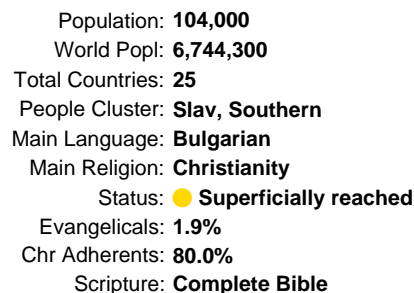 Population: 104,000
World Popl: 6,744,300
Total Countries: 25
People Cluster: Slav, Southern
Main Language: Bulgarian
Main Religion: Christianity
Status: Superficially reached
Evangelicals: 1.9%
Chr Adherents: 80.0%
Scripture: Complete Bible